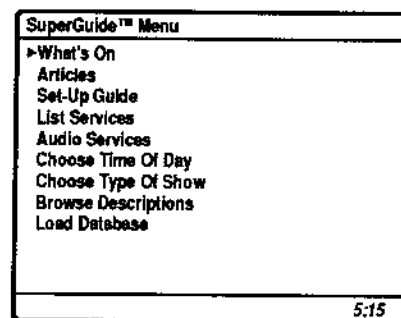 SuperGuide™ Menu
▸What's On
Articles
Set-Up Guide
List Services
Audio Services
Choose Time Of Day
Choose Type Of Show
Browse Descriptions
Load Database
5:15